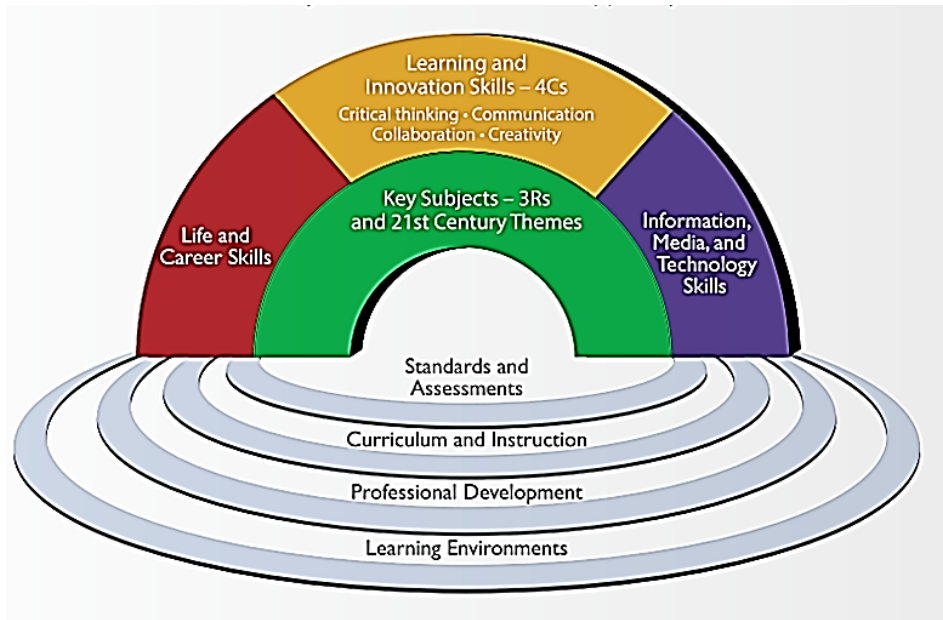 Learning and
Innovation Skills – 4Cs
Critical thinking • Communication
Collaboration • Creativity
Key Subjects – 3Rs
and 21st Century Themes
Life and
Career Skills
Information,
Media, and
Technology
Skills
Standards and
Assessments
Curriculum and Instruction
Professional Development
Learning Environments